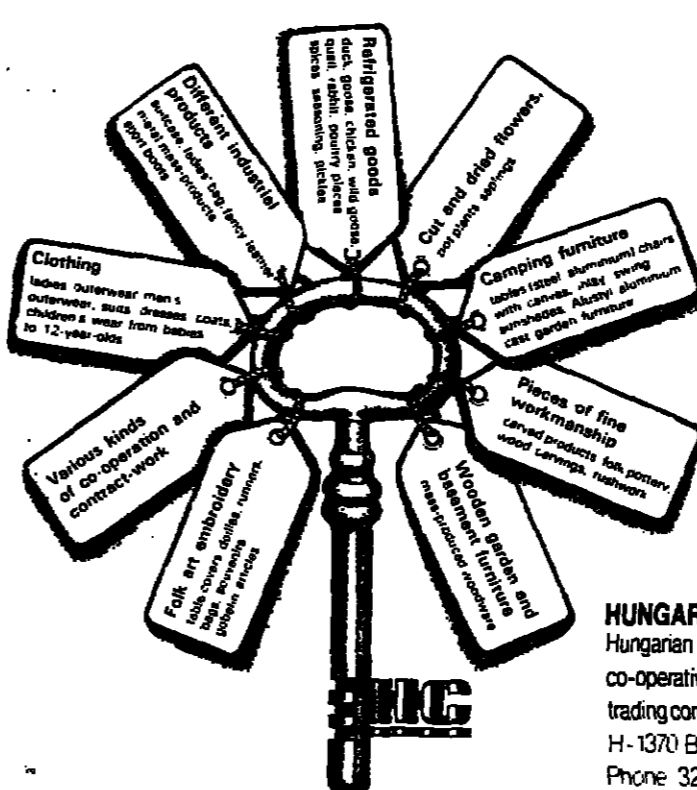 Refrigerated goods
duck, goose, chicken, wild goose,
quail, rabbit, poultry pieces
spices seasoning, pickles
Cut and dried flowers,
pot plants
Camping furniture
tables (steel aluminium) chairs
with canvas, swing
sunshades, aluminium
cast garden furniture
Pieces of fine
workmanship
carved products folk pottery,
wood carvings, rushwork
Wooden garden and
basement furniture
mass-produced woodware
Folk art embroidery
table covers, doilies, runners,
bags, souvenirs
gobelin articles
Various kinds
of co-operation and
contract-work
Clothing
ladies outerwear men's
outerwear, suits dresses coats,
children's wear from babies
to 12-year-olds
Different industrial
products
suitcase, ladies' bag, fancy leather
metal mass-products
sport boats
HC
HUNGAR
Hungarian
co-operativ
trading con
H-1370 B
Phone 32